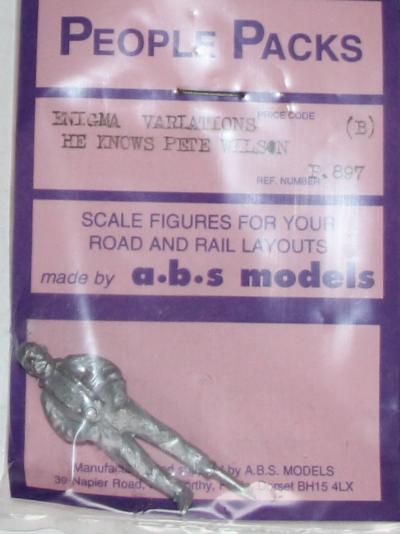 PEOPLE PACKS
ENIGMA VARIATIONS PRICE CODE (B)
HE KNOWS PETE WILSON
REF. NUMBER P.897
SCALE FIGURES FOR YOUR
ROAD AND RAIL LAYOUTS
made by a.b.s models
by A.B.S. MODELS
39 Napier Road, Dorset BH15 4LX